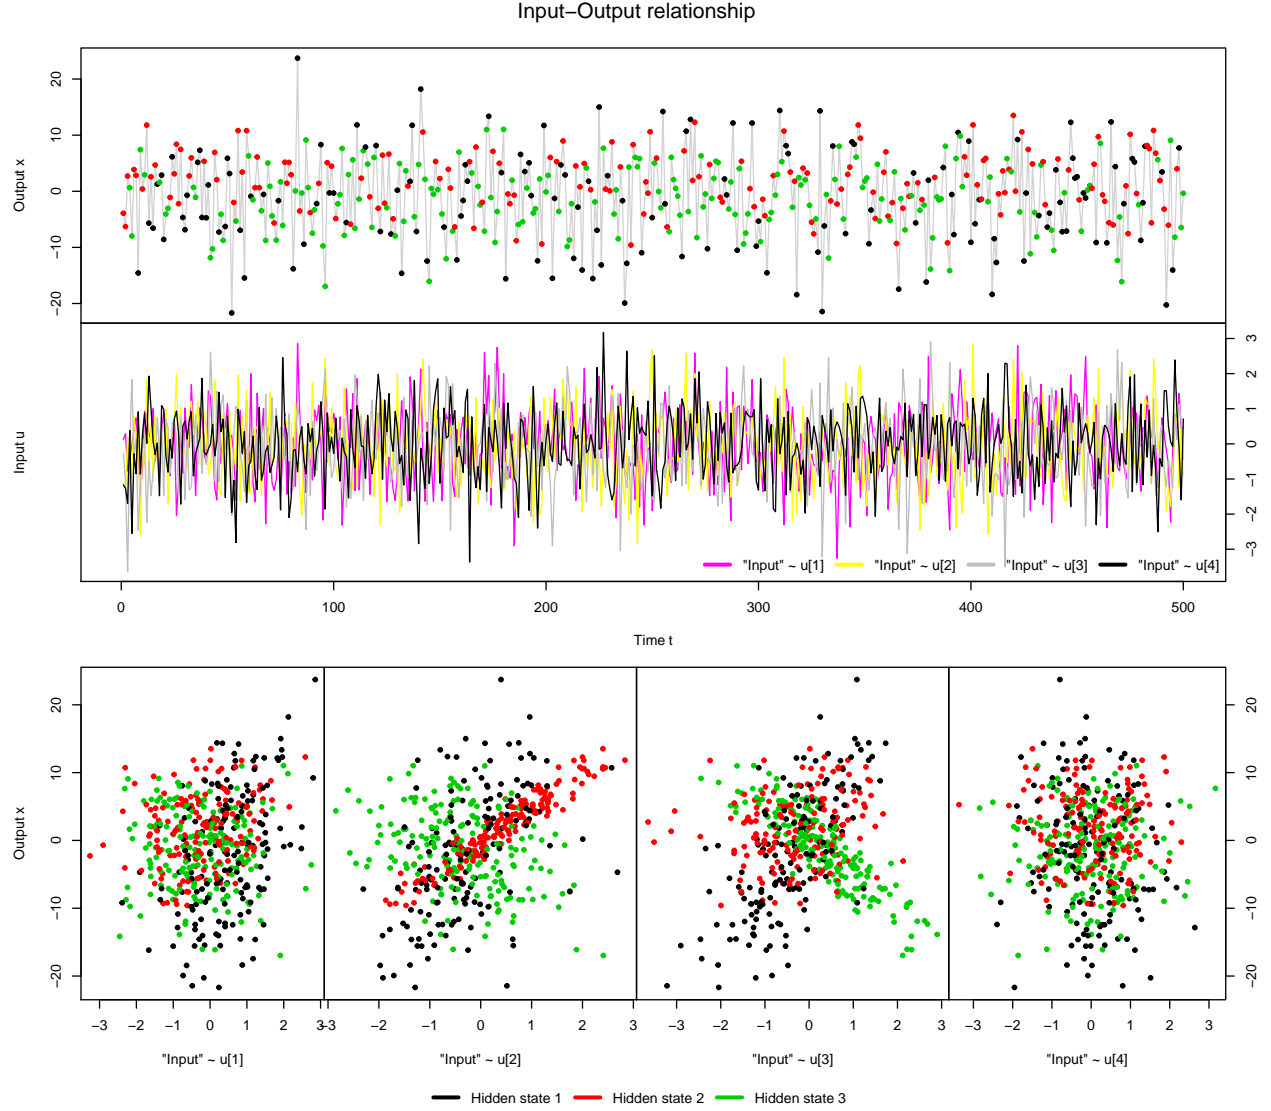 Input−Output relationship
Output x
20
10
0
−10
−20
Input u
3
2
1
0
−1
−2
−3
"Input" ~ u[1] "Input" ~ u[2] "Input" ~ u[3] "Input" ~ u[4]
0 100 200 300 400 500
Time t
Output x
20
10
0
−10
−20
20
10
0
−10
−20
−3 −2 −1 0 1 2 3 −3 −2 −1 0 1 2 3 −3 −2 −1 0 1 2 3 −3 −2 −1 0 1 2 3
"Input" ~ u[1] "Input" ~ u[2] "Input" ~ u[3] "Input" ~ u[4]
Hidden state 1 Hidden state 2 Hidden state 3